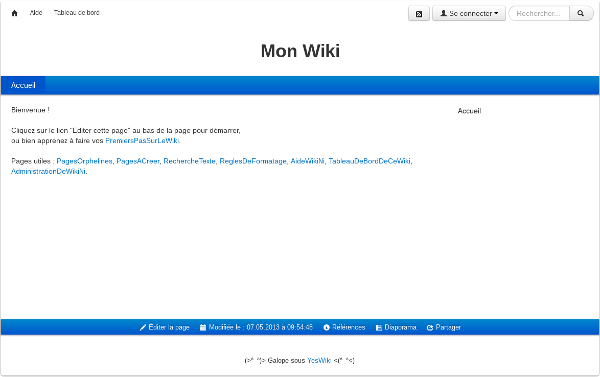 Aide Tableau de bord Se connecter Rechercher...
Mon Wiki
Accueil
Bienvenue ! Accueil
Cliquez sur le lien "Editer cette page" au bas de la page pour démarrer,
ou bien apprenez à faire vos PremiersPasSurLeWiki.
Pages utiles : PagesOrphelines, PagesACreer, RechercheTexte, ReglesDeFormatage, AideWikiNi, TableauDeBordDeCeWiki,
AdministrationDeWikiNi.
Éditer la page Modifiée le : 07.05.2013 à 09:54:48 Références Diaporama Partager
(>^_^)> Galope sous YesWiki <(^_^<)